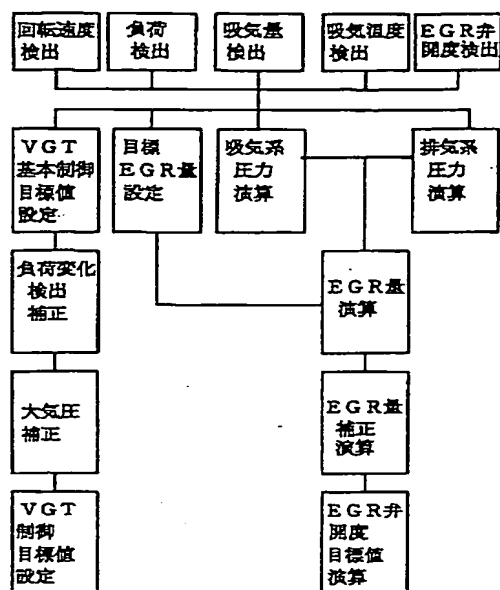 回転速度
検出
負荷
検出
吸気量
検出
吸気温度
検出
EGR弁
開度検出
VGT
基本制御
目標値
設定
目標
EGR量
設定
吸気系
圧力
演算
排気系
圧力
演算
負荷変化
検出
補正
EGR量
演算
大気圧
補正
EGR量
補正
演算
VGT
制御
目標値
設定
EGR弁
開度
目標値
演算